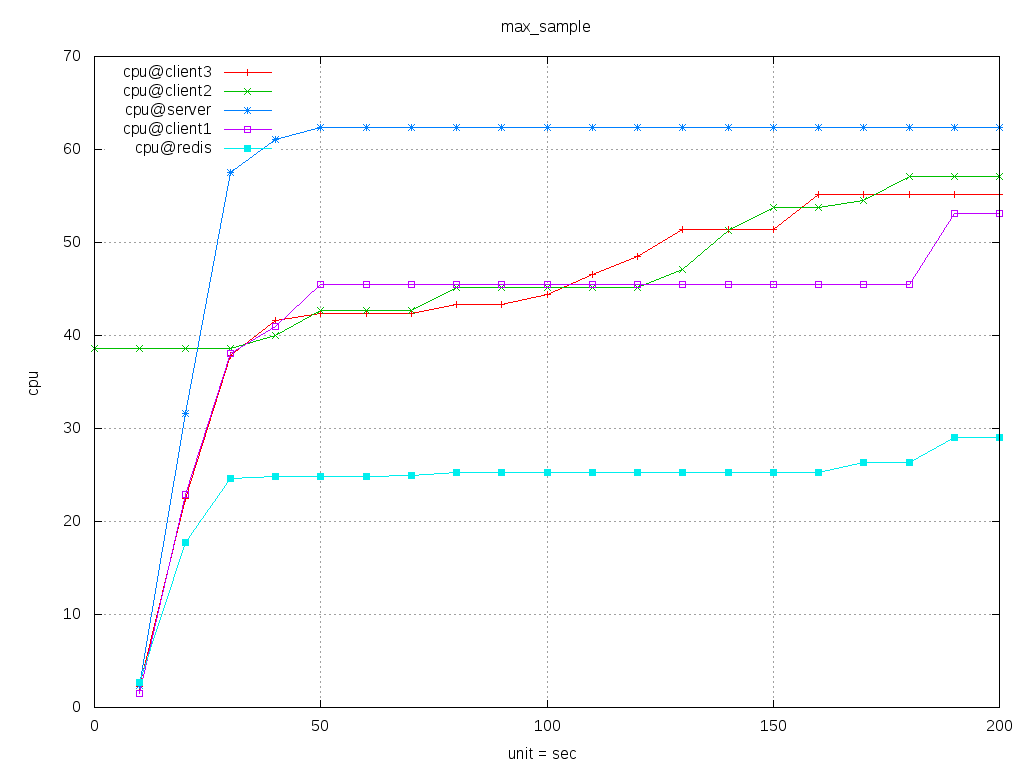 max_sample
70
60
50
40
30
20
10
0
cpu
cpu@client3
cpu@client2
cpu@server
cpu@client1
cpu@redis
0 50 100 150 200
unit = sec